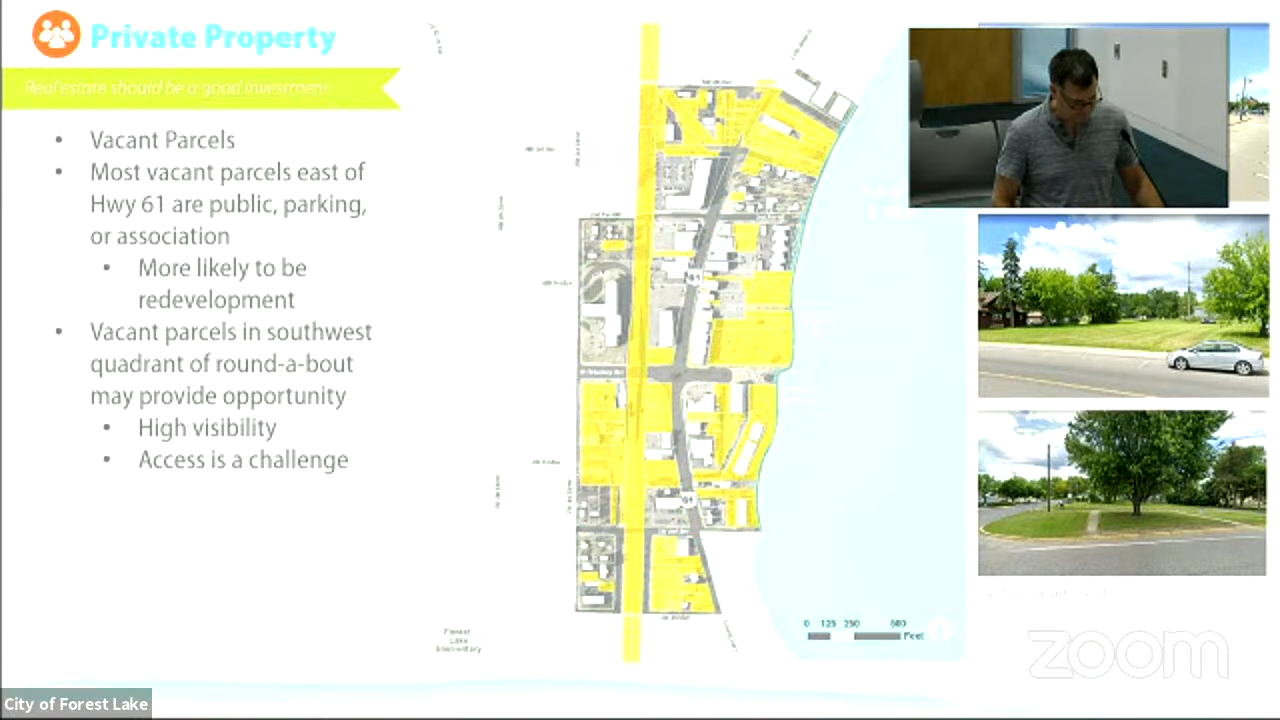 Private Property
Real estate should be a good investment
• Vacant Parcels
• Most vacant parcels east of
Hwy 61 are public, parking,
or association
• More likely to be
redevelopment
• Vacant parcels in southwest
quadrant of round-a-bout
may provide opportunity
• High visibility
• Access is a challenge
61
61
Forest
Lake
Elementary
0 125 250 500
Feet
zoom
City of Forest Lake